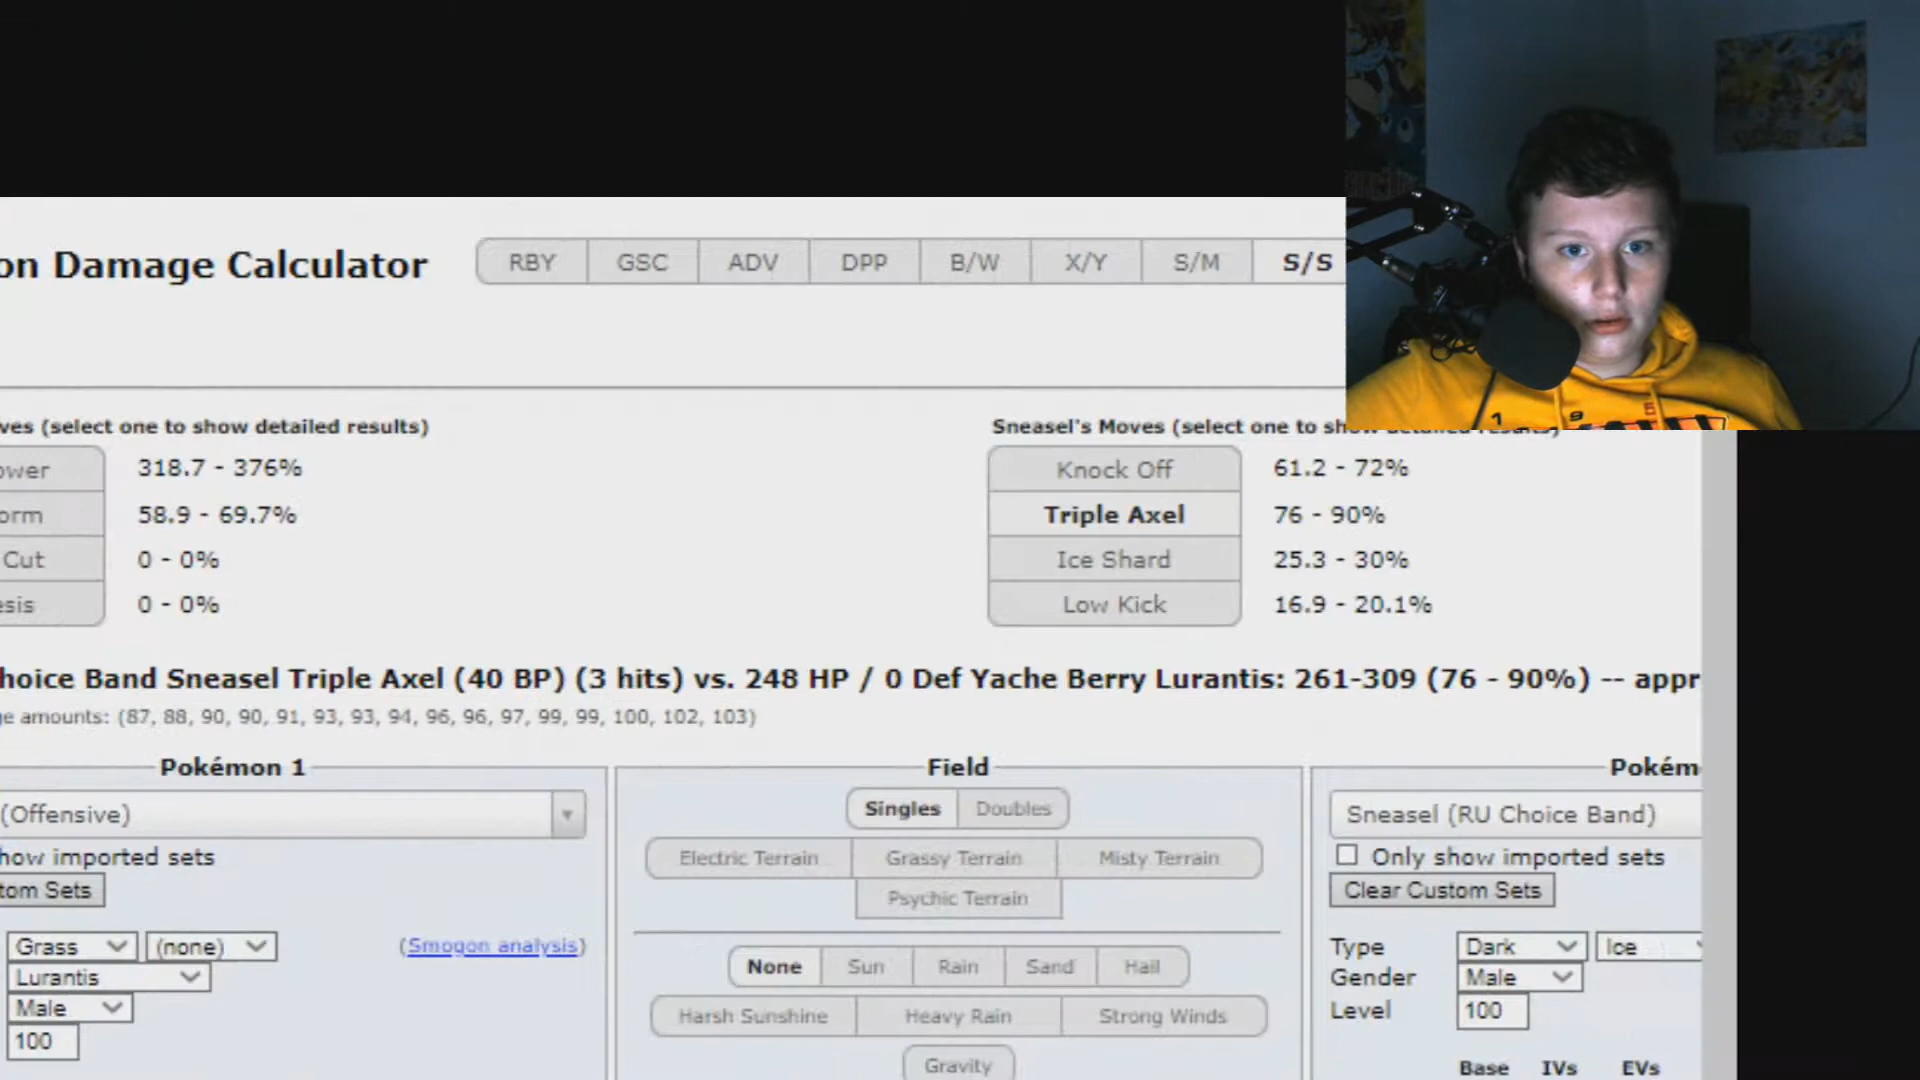 on Damage Calculator
RBY GSC ADV DPP B/W X/Y S/M S/S
ves (select one to show detailed results)
Sneasel's Moves (select one to show detailed results)
ower 318.7 - 376%
Knock Off 61.2 - 72%
orm 58.9 - 69.7%
Triple Axel 76 - 90%
Cut 0 - 0%
Ice Shard 25.3 - 30%
esis 0 - 0%
Low Kick 16.9 - 20.1%
hoice Band Sneasel Triple Axel (40 BP) (3 hits) vs. 248 HP / 0 Def Yache Berry Lurantis: 261-309 (76 - 90%) -- appr
ge amounts: (87, 88, 90, 90, 91, 93, 93, 94, 96, 96, 97, 99, 99, 100, 102, 103)
Pokémon 1
Field
Pokém
(Offensive)
Singles Doubles
Sneasel (RU Choice Band)
how imported sets
Electric Terrain Grassy Terrain Misty Terrain
Only show imported sets
tom Sets
Psychic Terrain
Clear Custom Sets
Grass (none) (Smogon analysis)
Type Dark Ice
Lurantis
None Sun Rain Sand Hail
Gender Male
Male
Harsh Sunshine Heavy Rain Strong Winds
Level 100
100
Gravity
Base IVs EVs